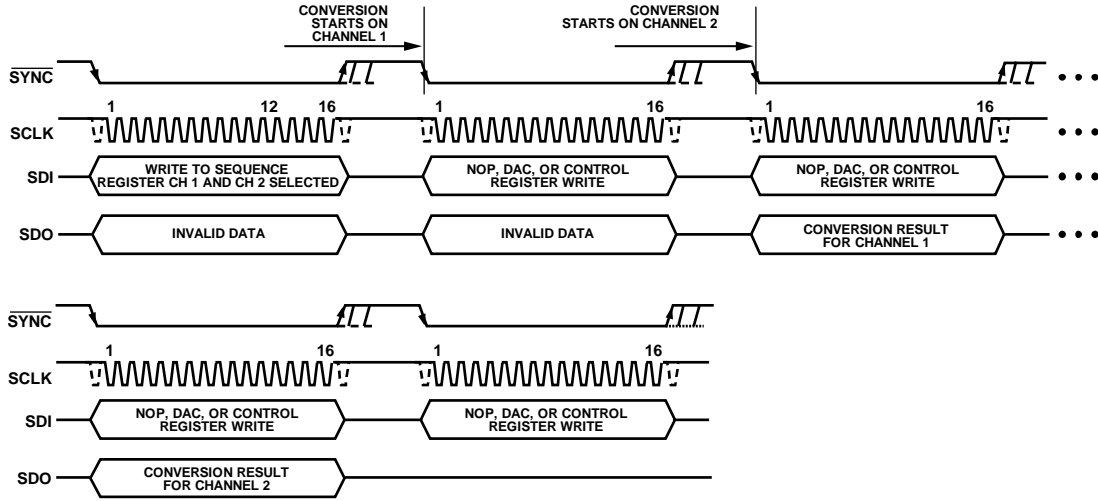 CONVERSION
STARTS ON
CHANNEL 1
CONVERSION
STARTS ON CHANNEL 2
SYNC
1 12 16 1 16 1 16
SCLK
SDI
WRITE TO SEQUENCE
REGISTER CH 1 AND CH 2 SELECTED
NOP, DAC, OR CONTROL
REGISTER WRITE
NOP, DAC, OR CONTROL
REGISTER WRITE
SDO
INVALID DATA
INVALID DATA
CONVERSION RESULT
FOR CHANNEL 1
SYNC
1 16 1 16
SCLK
SDI
NOP, DAC, OR CONTROL
REGISTER WRITE
NOP, DAC, OR CONTROL
REGISTER WRITE
SDO
CONVERSION RESULT
FOR CHANNEL 2